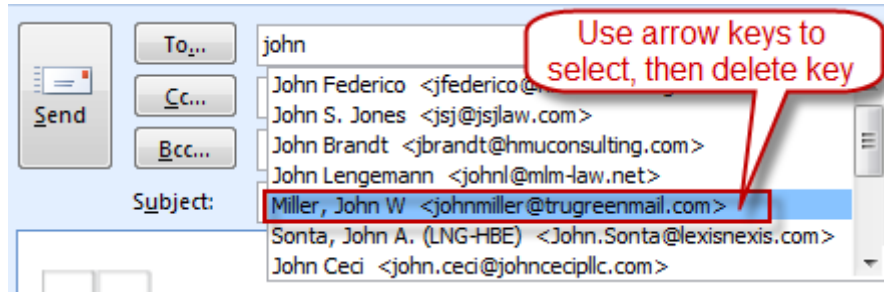 To...
john
Use arrow keys to
select, then delete key
Send
Cc...
Bcc...
Subject:
John Federico <jfederico@
John S. Jones <jsj@jsjlaw.com>
John Brandt <jbrandt@hmuconsulting.com>
John Lengemann <johnl@mlm-law.net>
Miller, John W <johnmiller@trugreenmail.com>
Sonta, John A. (LNG-HBE) <John.Sonta@lexisnexis.com>
John Ceci <john.ceci@johncecipllc.com>